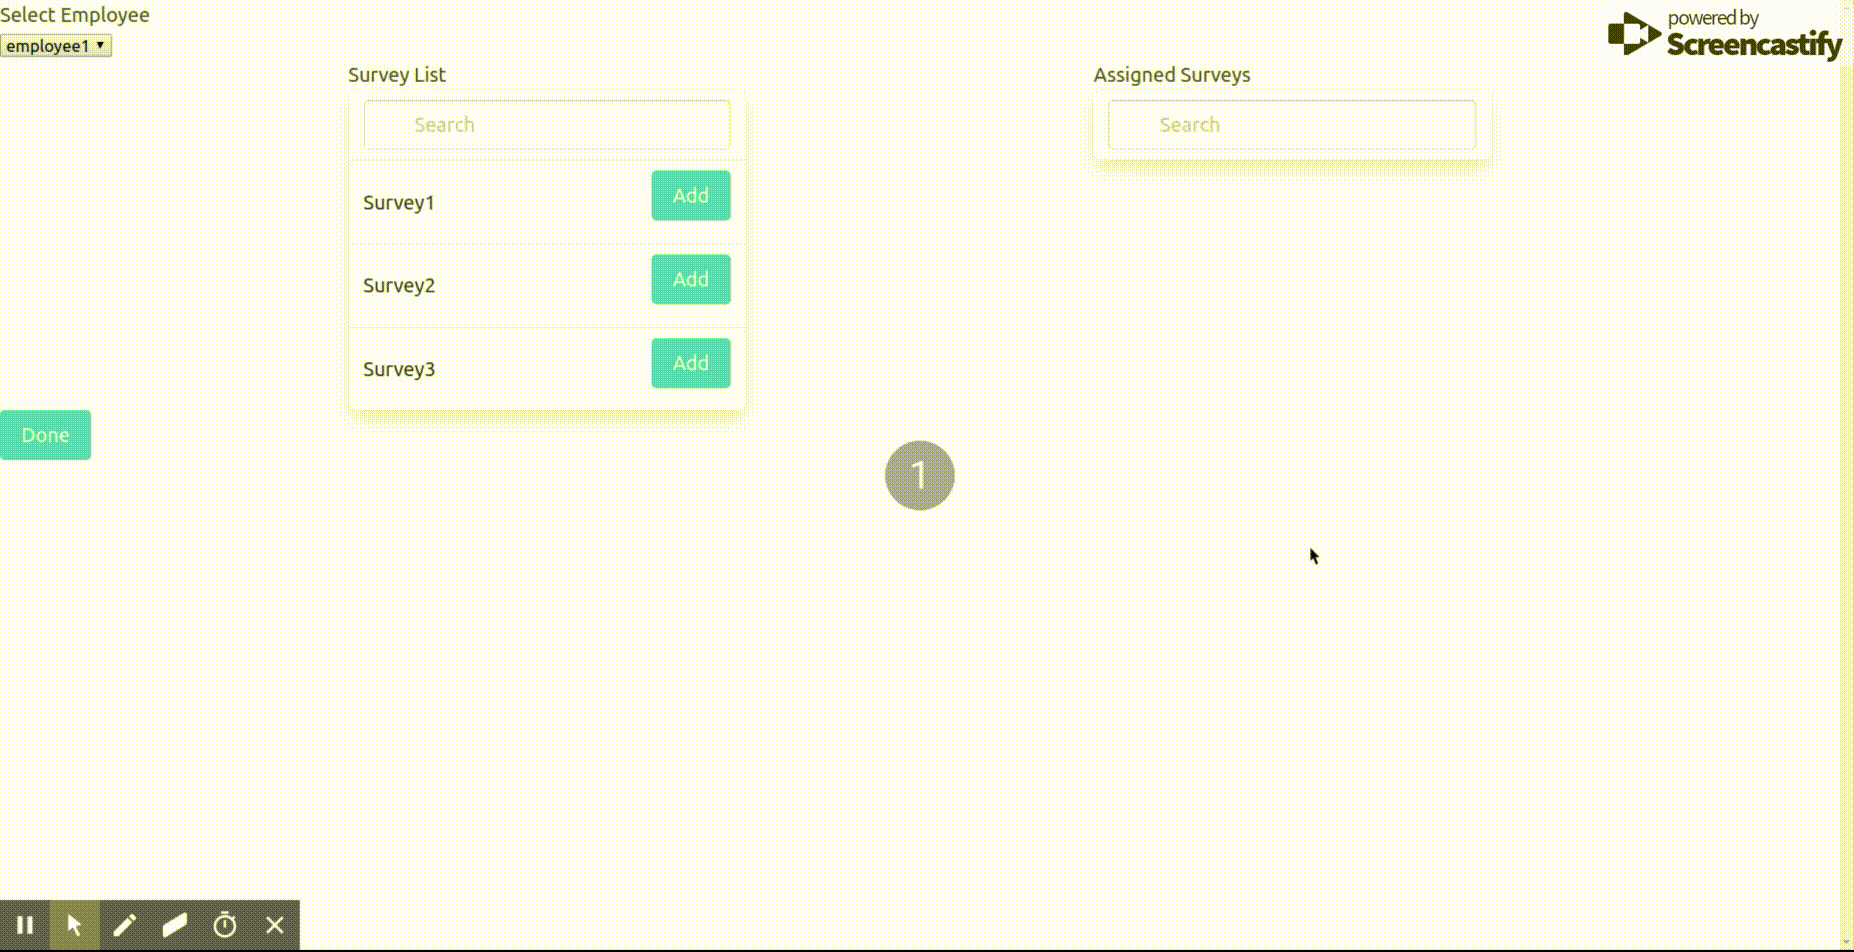 Select Employee
employee1
powered by
Screencastify
Survey List
Assigned Surveys
Search
Search
Survey1
Add
Survey2
Add
Survey3
Add
Done
1